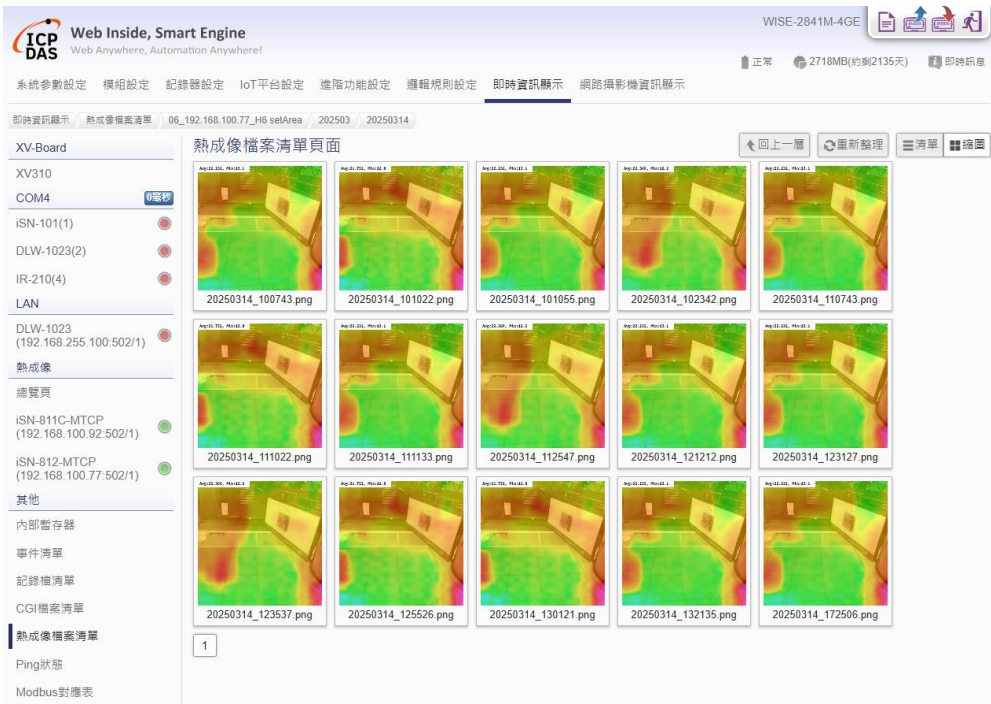 ICP DAS
Web Inside, Smart Engine
Web Anywhere, Automation Anywhere!
WISE-2841M-4GE
正常
2718MB(約剩2135天)
即時訊息
系統參數設定 模組設定 記錄器設定 IoT平台設定 進階功能設定 邏輯規則設定 即時資訊顯示 網路攝影機資訊顯示
即時資訊顯示 熱成像檔案清單 06_192.168.100.77_H6 setArea 202503 20250314
XV-Board
XV310
COM4 0毫秒
iSN-101(1)
DLW-1023(2)
IR-210(4)
LAN
DLW-1023
(192.168.255.100:502/1)
熱成像
總覽頁
iSN-811C-MTCP
(192.168.100.92:502/1)
iSN-812-MTCP
(192.168.100.77:502/1)
其他
內部暫存器
事件清單
記錄檔清單
CGI檔案清單
熱成像檔案清單
Ping狀態
Modbus對應表
熱成像檔案清單頁面
回上一層 重新整理 清單 縮圖
20250314_100743.png 20250314_101022.png 20250314_101055.png 20250314_102342.png 20250314_110743.png
20250314_111022.png 20250314_111133.png 20250314_112547.png 20250314_121212.png 20250314_123127.png
20250314_123537.png 20250314_125526.png 20250314_130121.png 20250314_132135.png 20250314_172506.png
1